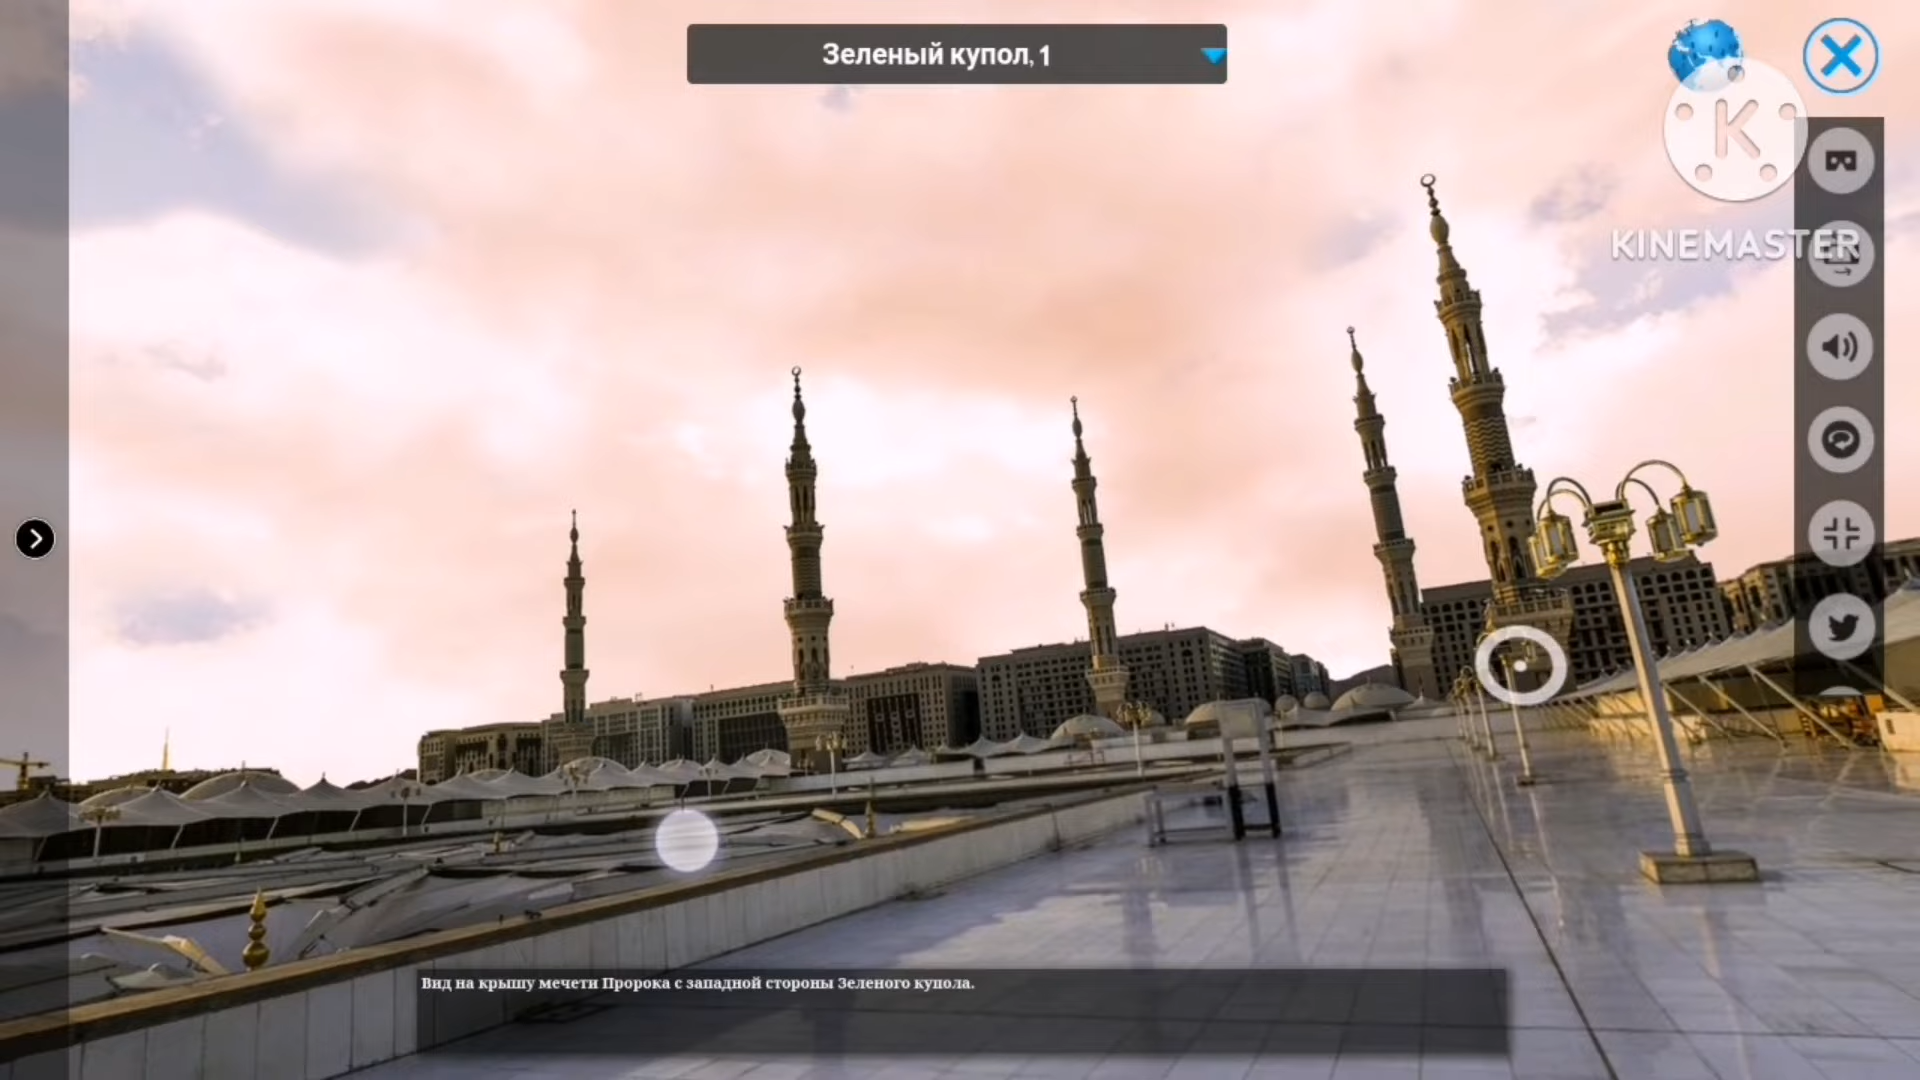 Зеленый купол, 1
K
KINEMASTER
Вид на крышу мечети Пророка с западной стороны Зеленого купола.